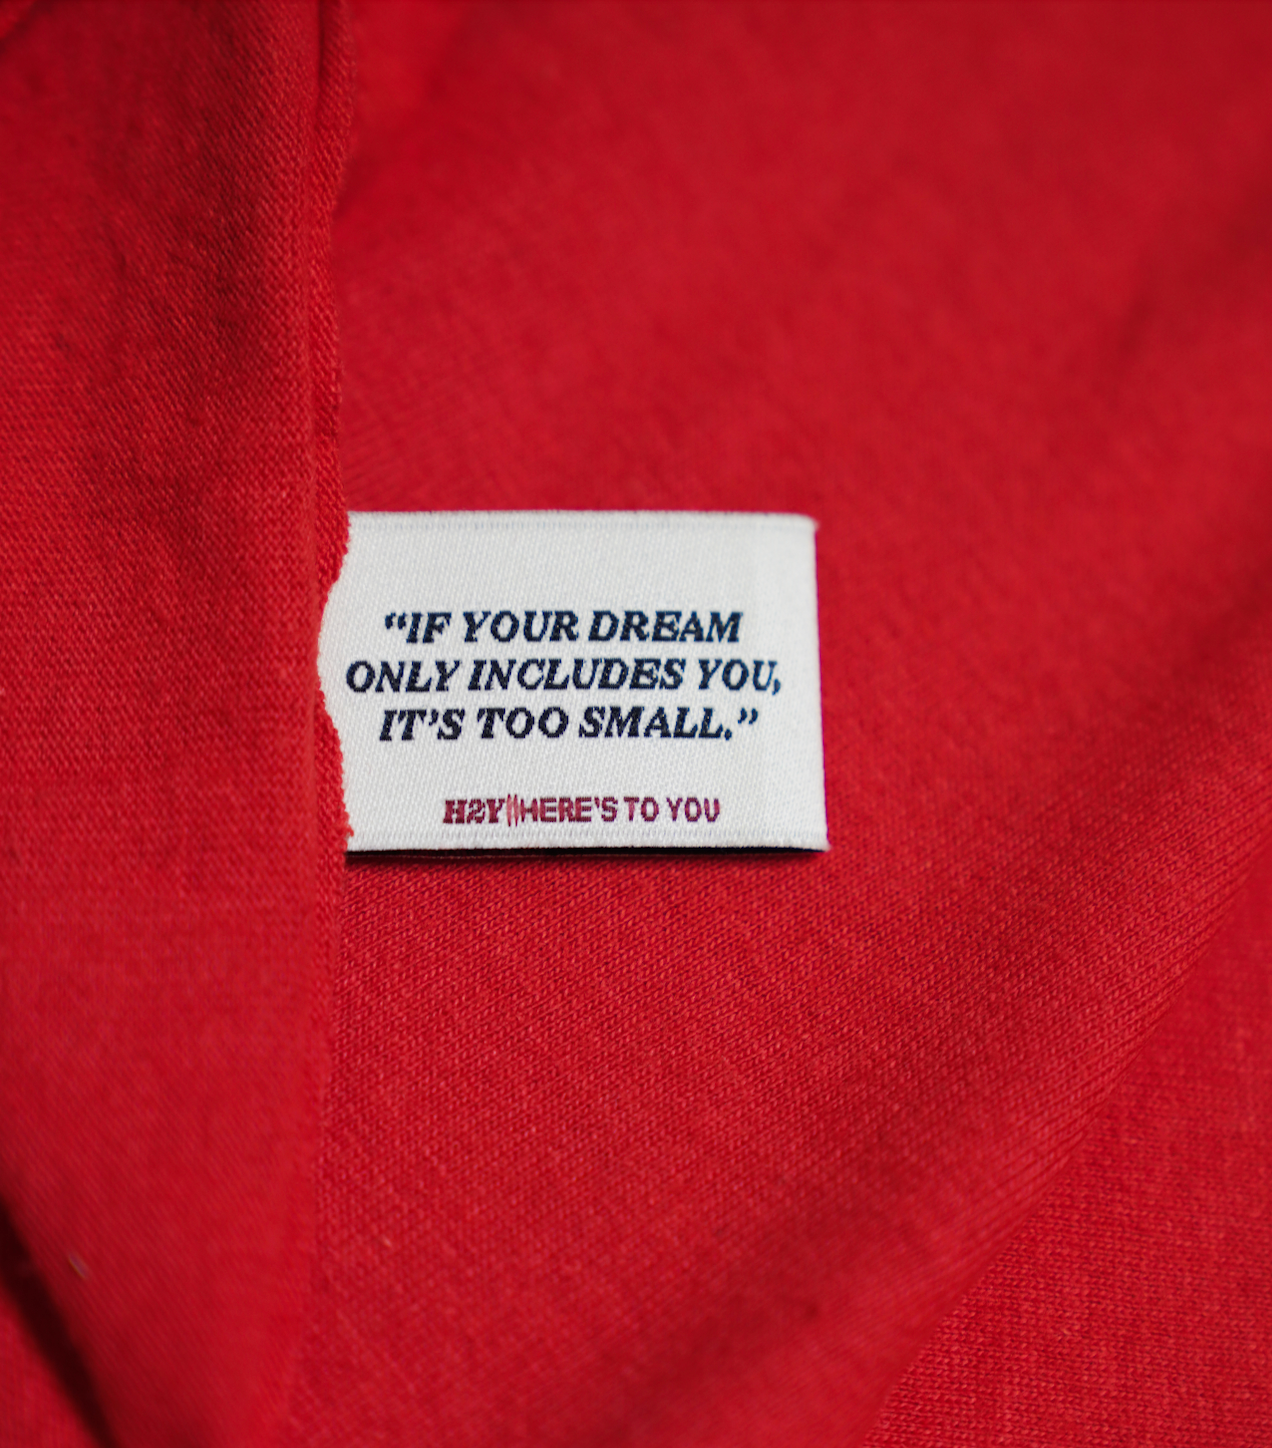 “IF YOUR DREAM
ONLY INCLUDES YOU,
IT’S TOO SMALL.”
H2Y HERE'S TO YOU